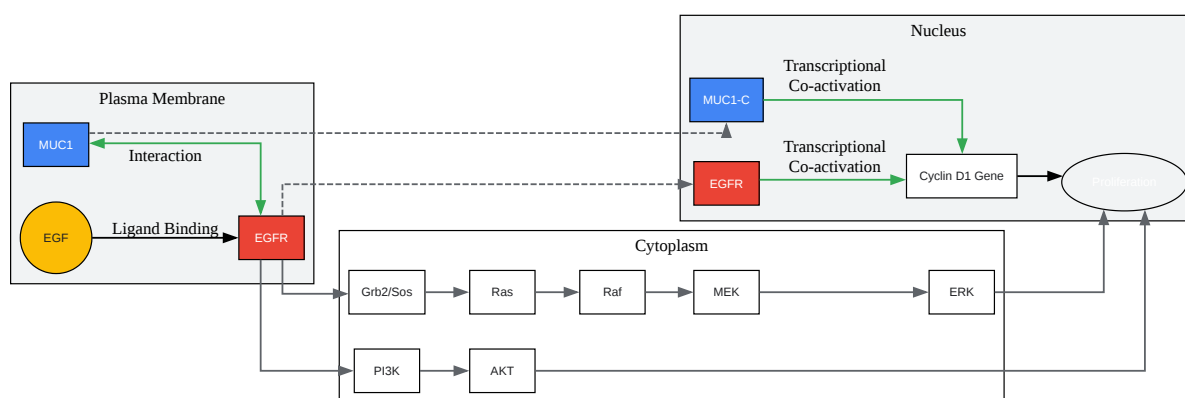 Nucleus
Transcriptional
Co-activation
MUC1-C
Plasma Membrane
MUC1
Interaction
Transcriptional
Co-activation
EGFR
Cyclin D1 Gene
Proliferation
EGF
Ligand Binding
EGFR
Cytoplasm
Grb2/Sos
Ras
Raf
MEK
ERK
PI3K
AKT